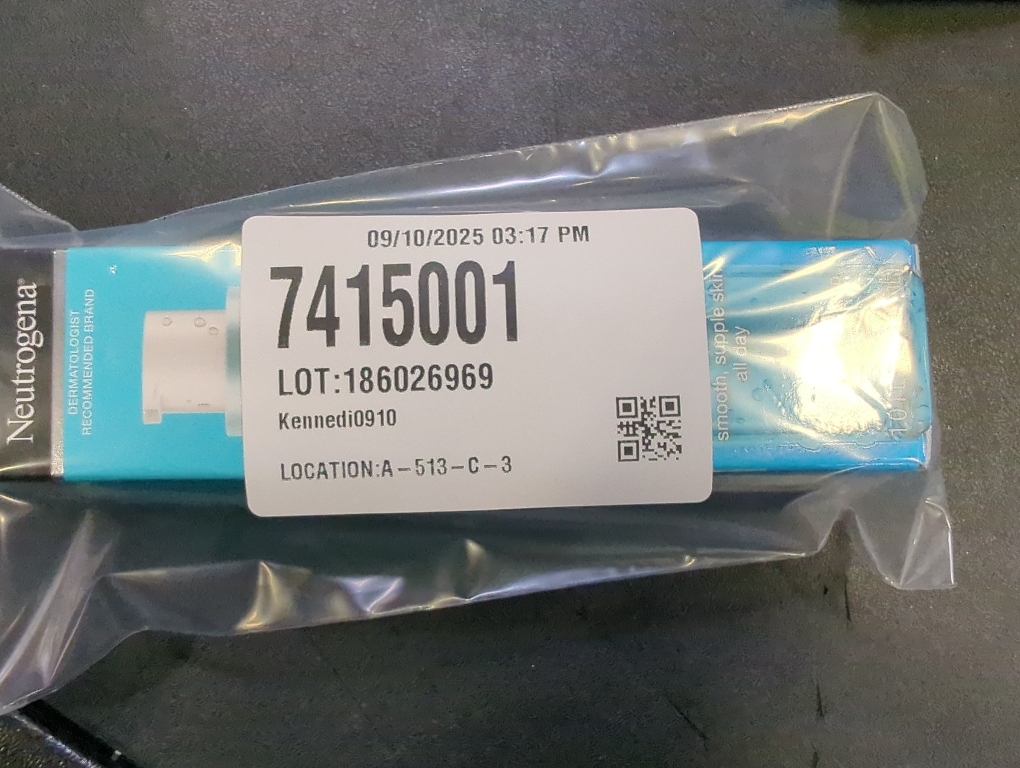 09/10/2025 03:17 PM
7415001
LOT:186026969
Kennedi0910
LOCATION:A-513-C-3
Neutrogena®
DERMATOLOGIST
RECOMMENDED BRAND
smooth, supple skin
all day